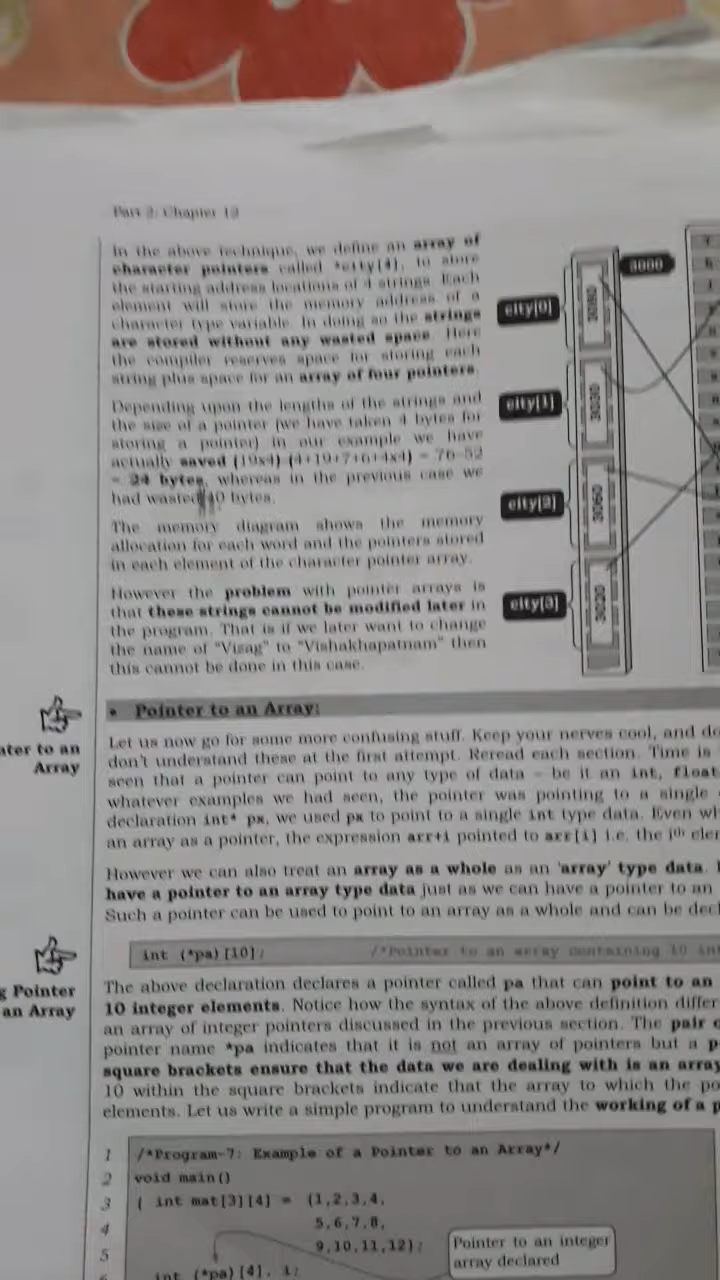 Part 2: Chapter 12
In the above technique, we define an array of
character pointers called *city[4], to store
the starting address locations of 4 strings. Each
element will store the memory address of a
character type variable. In doing so the strings
are stored without any wasted space. Here
the compiler reserves space for storing each
string plus space for an array of four pointers.
Depending upon the lengths of the strings and
the size of a pointer (we have taken 4 bytes for
storing a pointer) in our example we have
actually saved (19x4)-(4+19+7+6+4x4) = 76-52
= 24 bytes, whereas in the previous case we
had wasted 40 bytes.
The memory diagram shows the memory
allocation for each word and the pointers stored
in each element of the character pointer array.
However the problem with pointer arrays is
that these strings cannot be modified later in
the program. That is if we later want to change
the name of "Vizag" to "Vishakhapatnam" then
this cannot be done in this case.
3000
city[0]
city[1]
3030
city[2]
3060
city[3]
3020
• Pointer to an Array:
nter to an
Array
Let us now go for some more confusing stuff. Keep your nerves cool, and do
don't understand these at the first attempt. Reread each section. Time is
seen that a pointer can point to any type of data – be it an int, float
whatever examples we had seen, the pointer was pointing to a single
declaration int* px, we used px to point to a single int type data. Even wh
an array as a pointer, the expression arr+i pointed to arr[i] i.e. the ith eler
However we can also treat an array as a whole as an 'array' type data.
have a pointer to an array type data just as we can have a pointer to an
Such a pointer can be used to point to an array as a whole and can be decl
int (*pa)[10]; /*Pointer to an array containing 10 int
g Pointer
an Array
The above declaration declares a pointer called pa that can point to an
10 integer elements. Notice how the syntax of the above definition differ
an array of integer pointers discussed in the previous section. The pair o
pointer name *pa indicates that it is not an array of pointers but a p
square brackets ensure that the data we are dealing with is an array
10 within the square brackets indicate that the array to which the po
elements. Let us write a simple program to understand the working of a p
1 /*Program-7: Example of a Pointer to an Array*/
2 void main()
3 { int mat[3][4] = {1,2,3,4,
4 5,6,7,8,
5 9,10,11,12};
int (*pa)[4], i;
Pointer to an integer
array declared